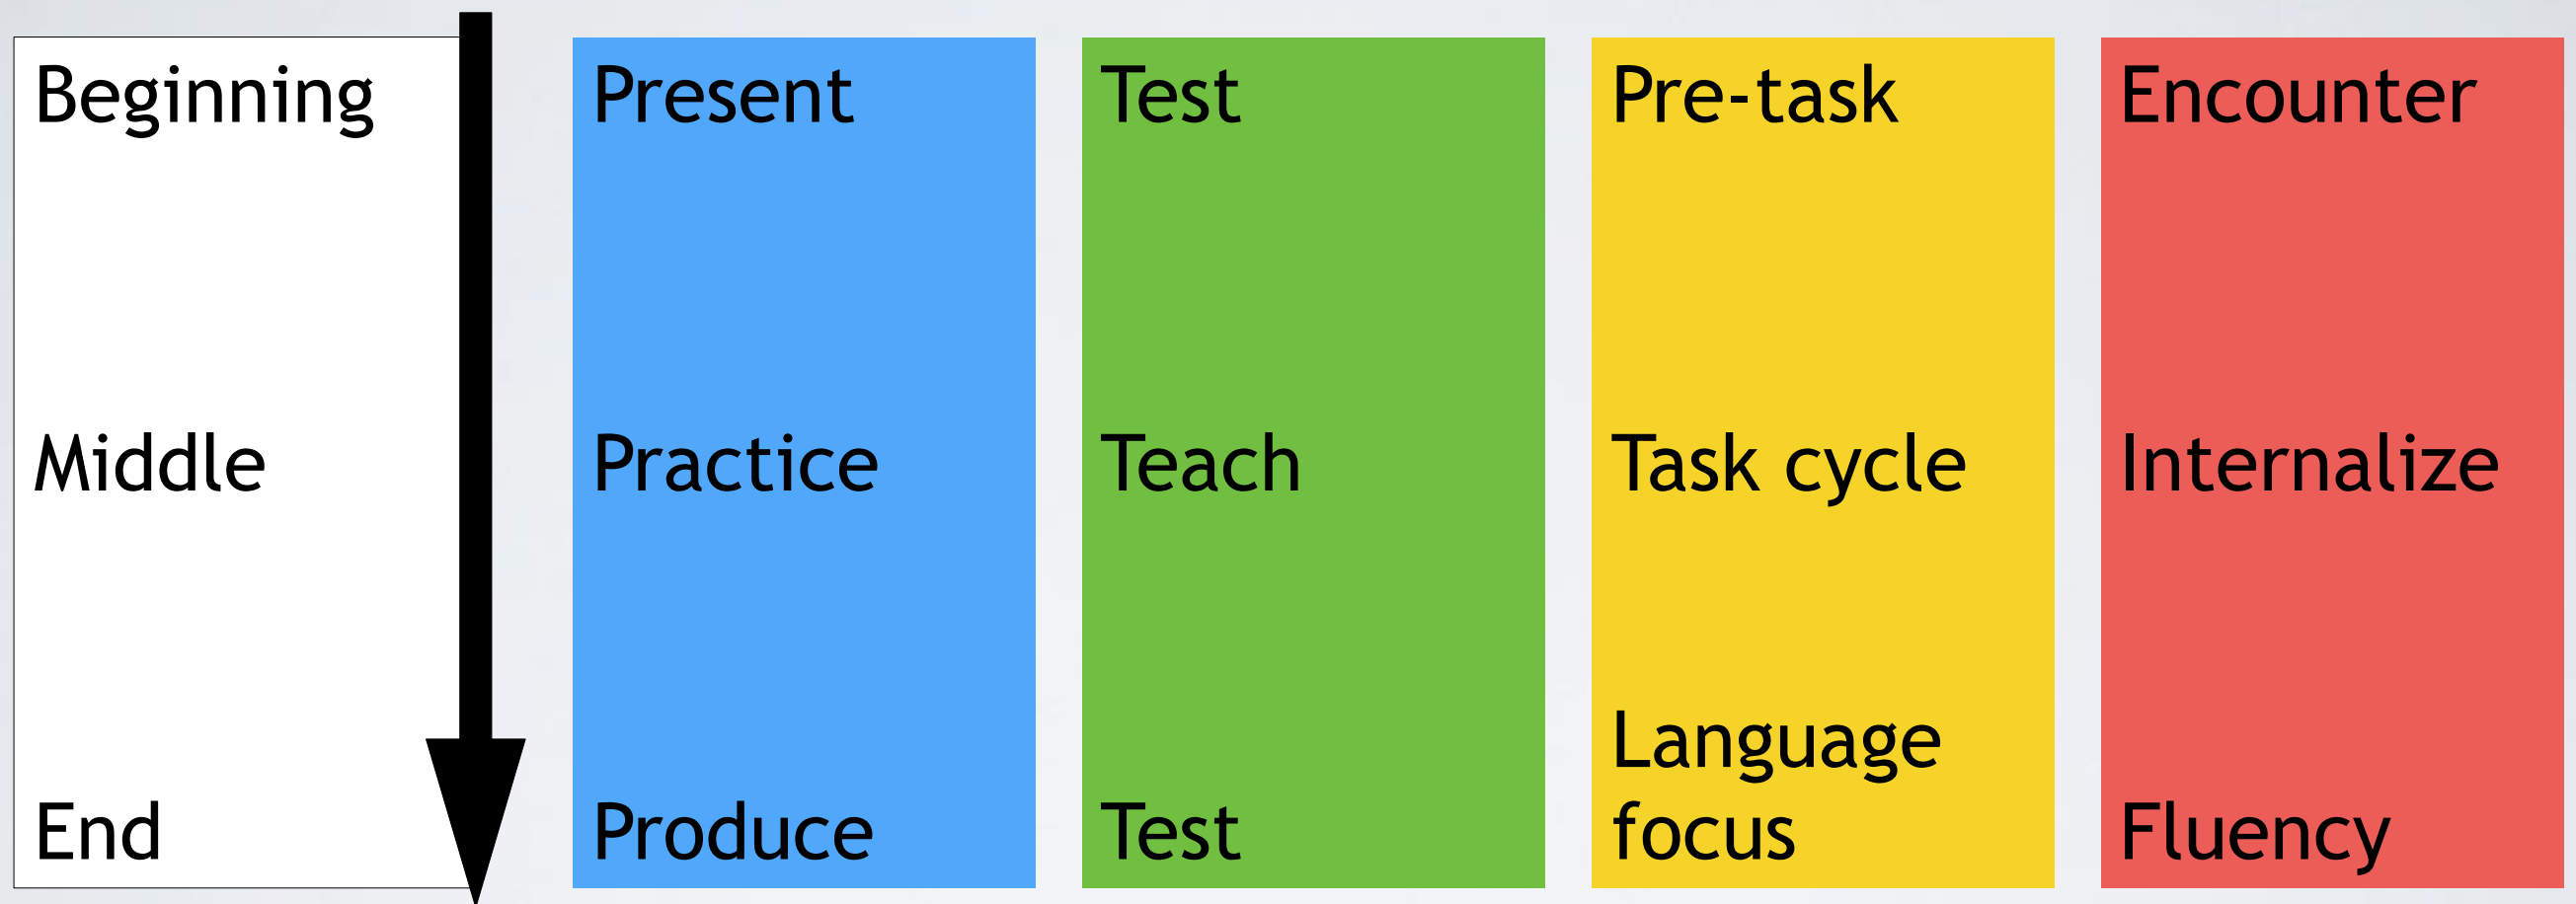 Beginning
Middle
End
Present
Practice
Produce
Test
Teach
Test
Pre-task
Task cycle
Language
focus
Encounter
Internalize
Fluency